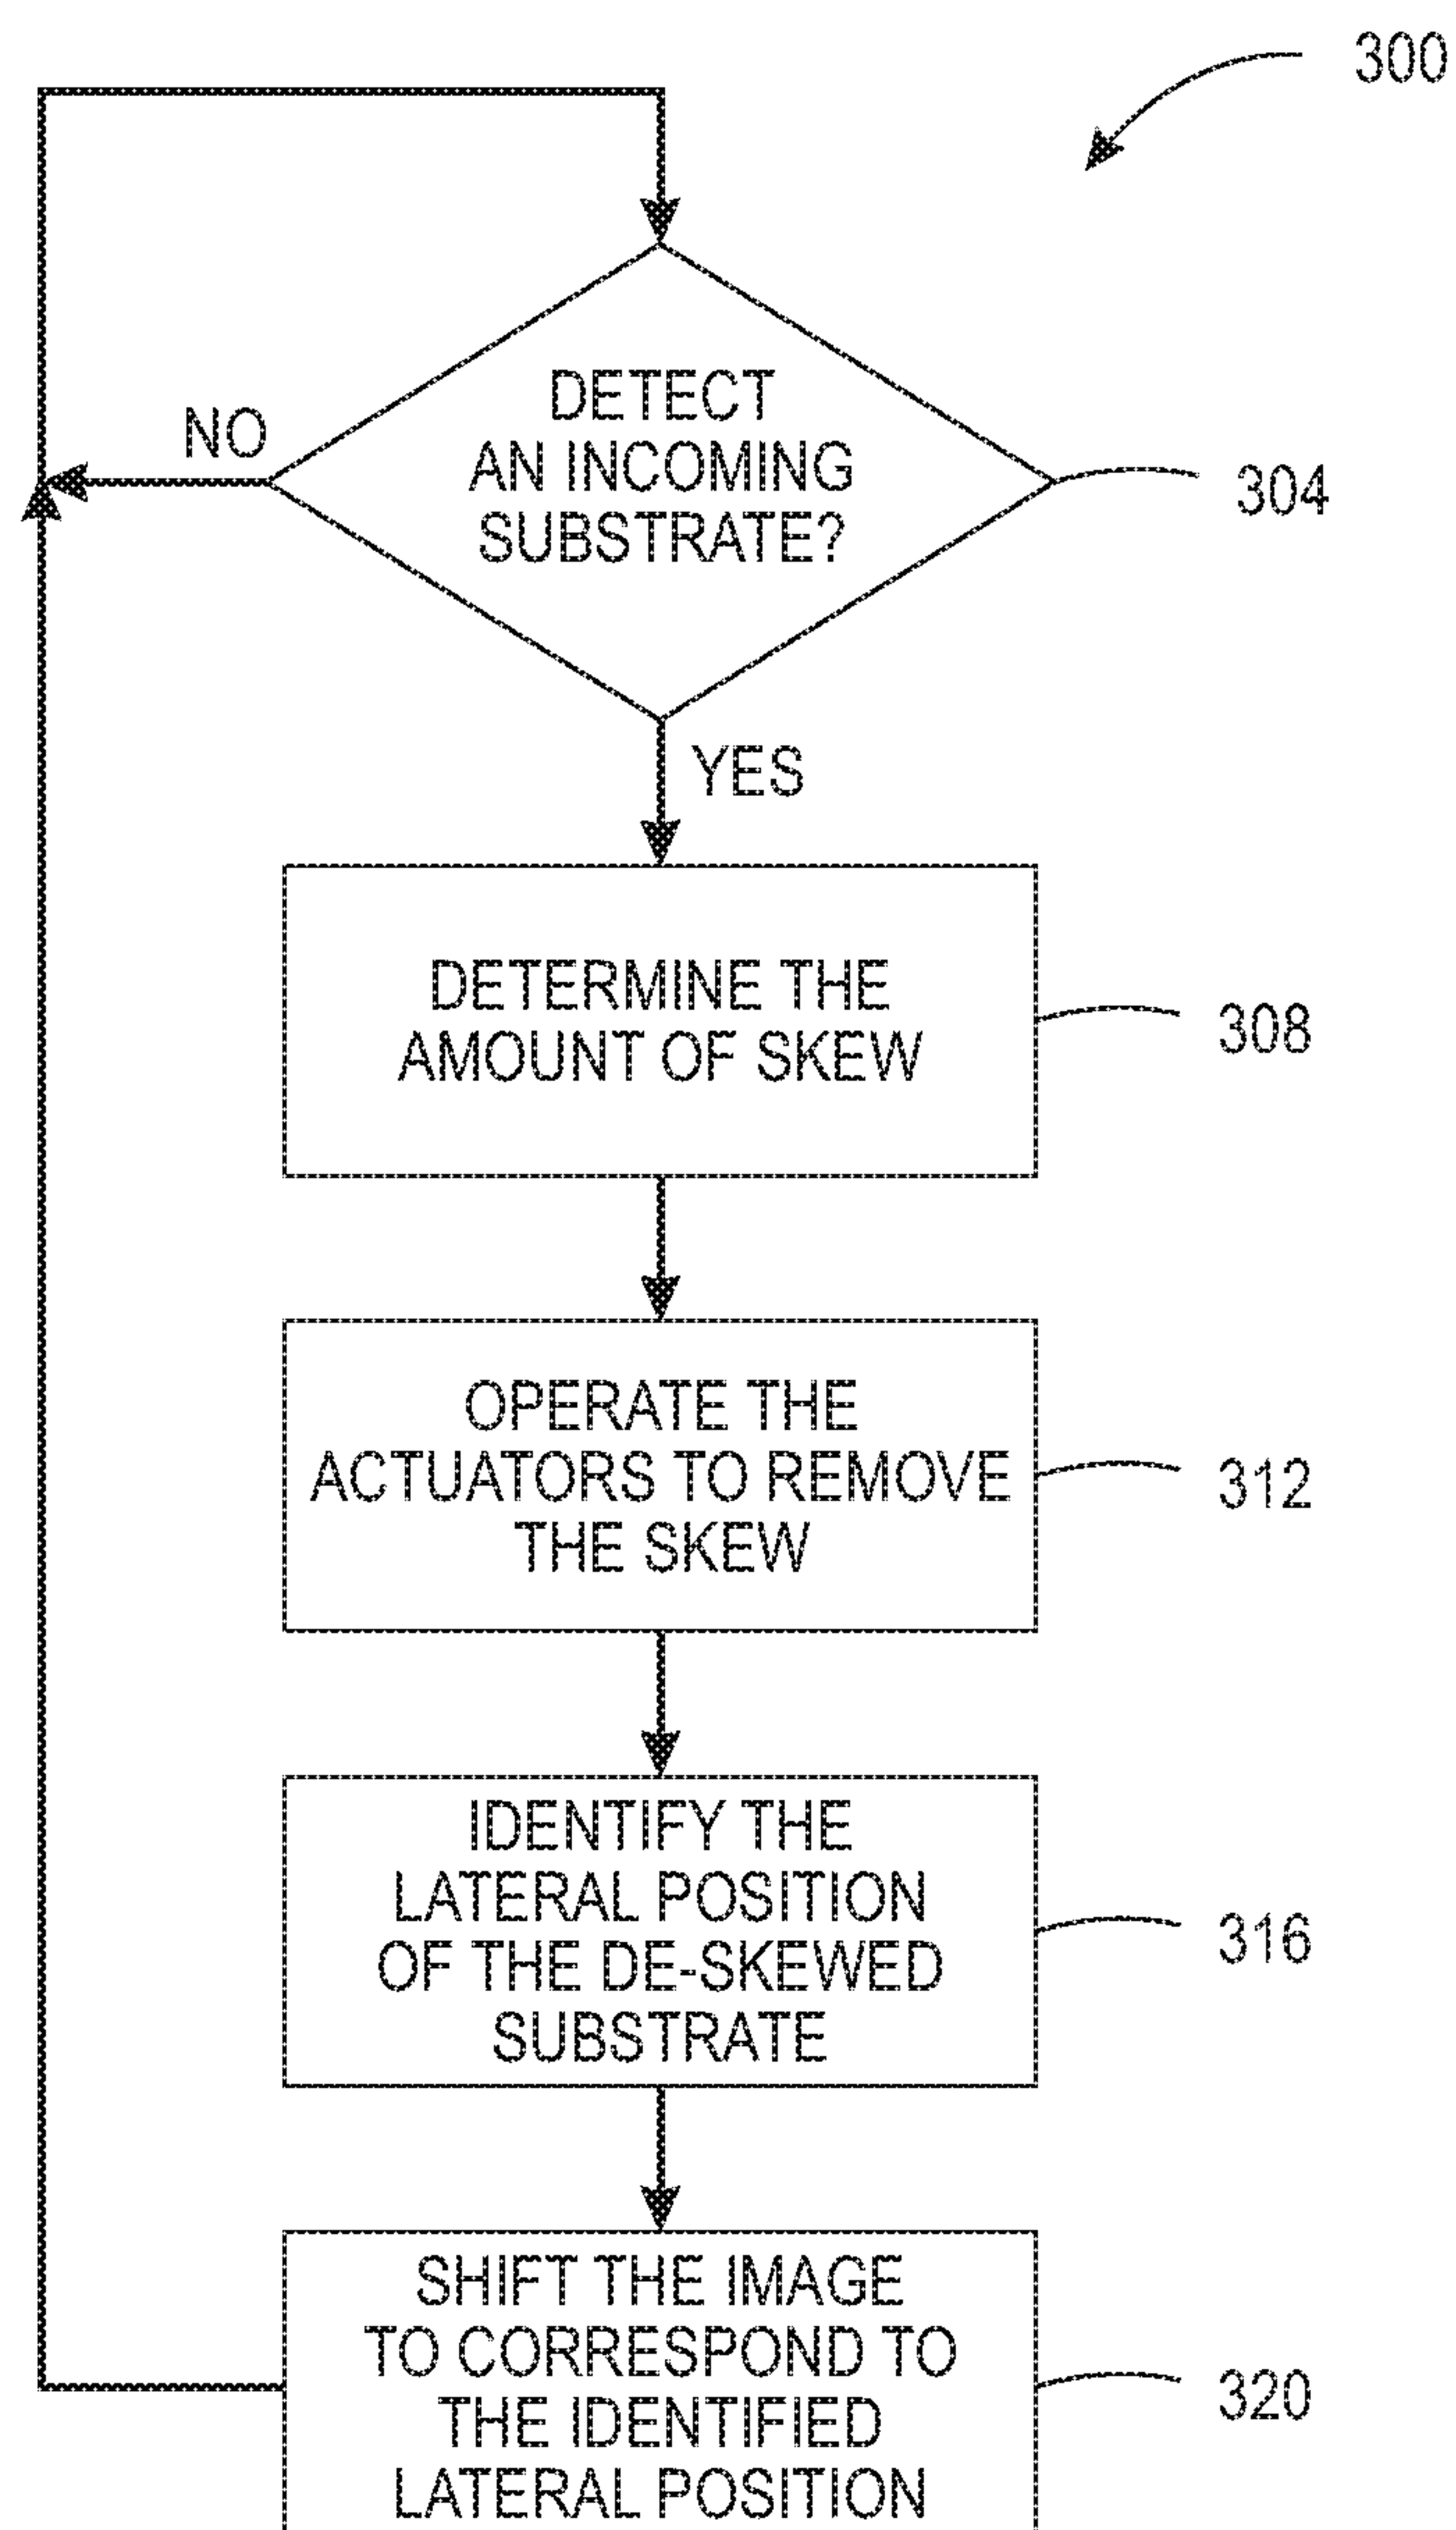 300
DETECT
AN INCOMING
SUBSTRATE?
NO
304
YES
DETERMINE THE
AMOUNT OF SKEW
308
OPERATE THE
ACTUATORS TO REMOVE
THE SKEW
312
IDENTIFY THE
LATERAL POSITION
OF THE DE-SKEWED
SUBSTRATE
316
SHIFT THE IMAGE
TO CORRESPOND TO
THE IDENTIFIED
LATERAL POSITION
320